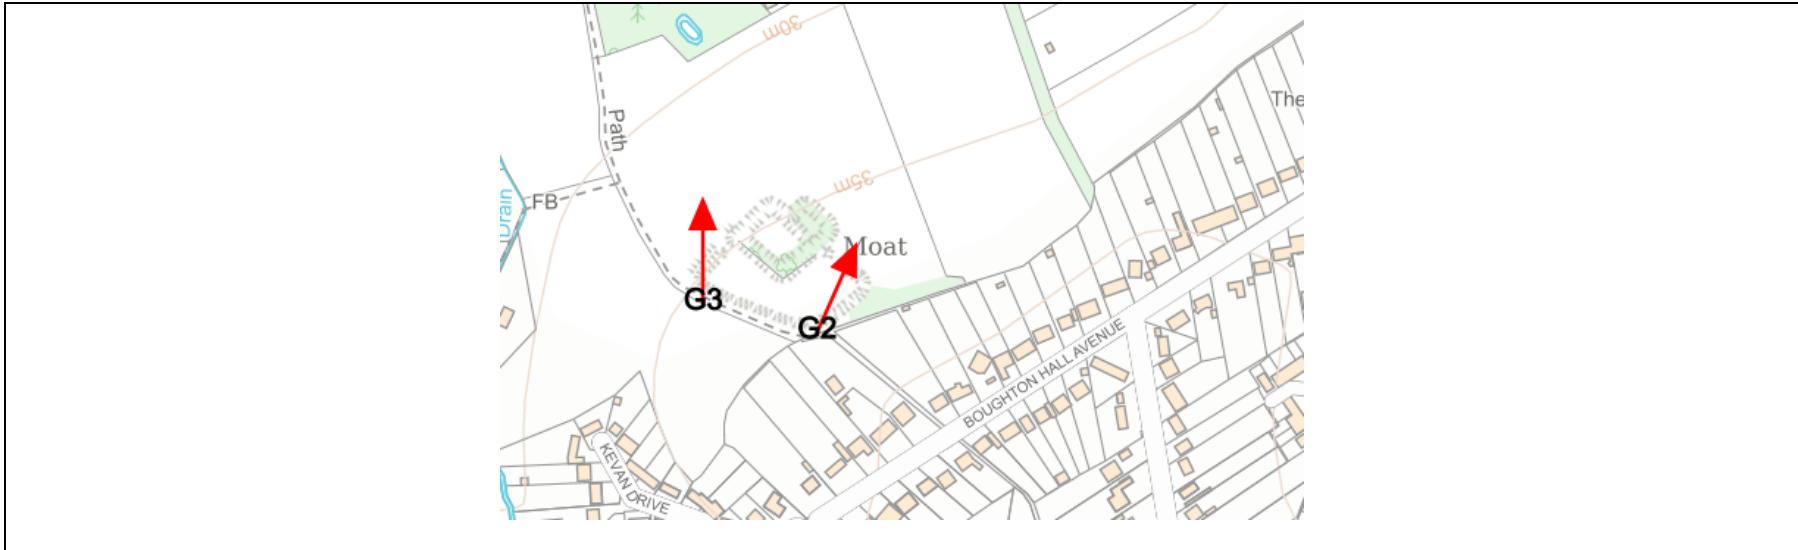 30m
Path
The
35m
FB
Drain
Moat
G3
G2
BOUGHTON HALL AVENUE
KEVAN DRIVE